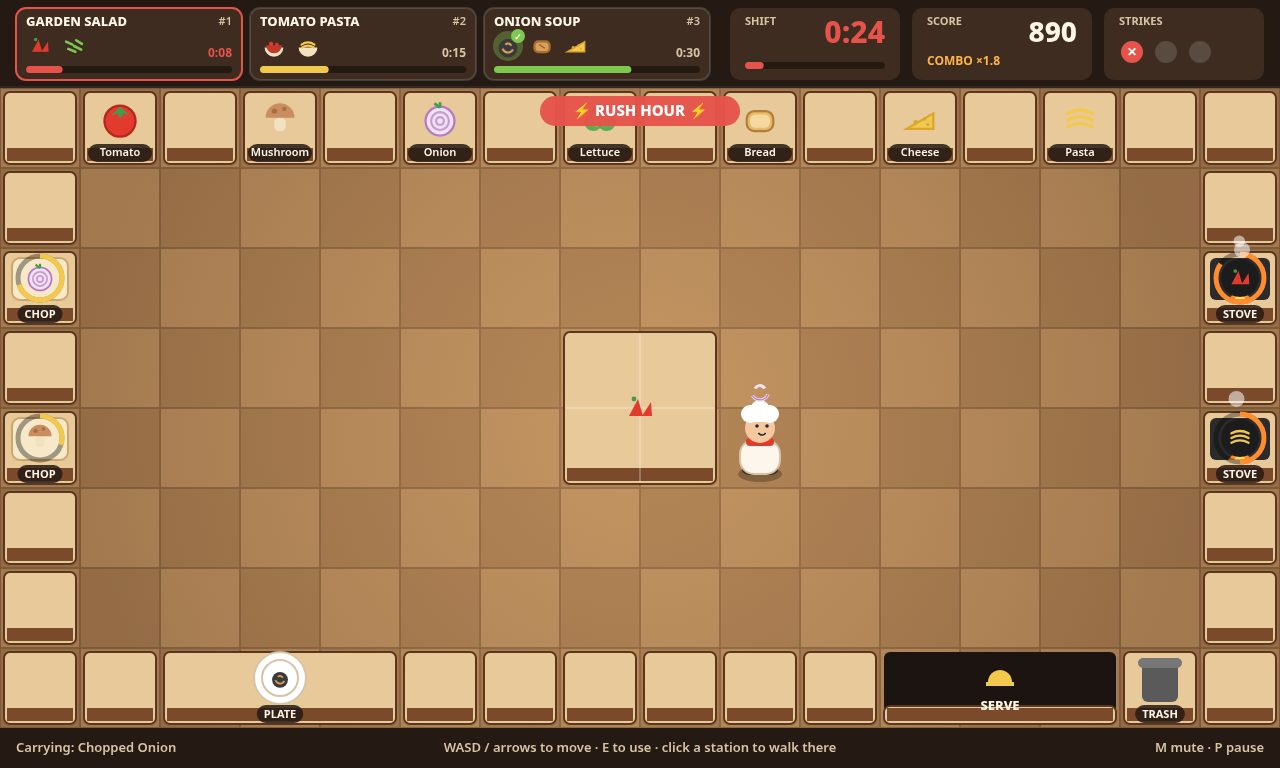 GARDEN SALAD #1
0:08
TOMATO PASTA #2
0:15
ONION SOUP #3
0:30
SHIFT
0:24
SCORE
890
COMBO ×1.8
STRIKES
⚡ RUSH HOUR ⚡
Tomato
Mushroom
Onion
Lettuce
Bread
Cheese
Pasta
CHOP
STOVE
CHOP
STOVE
PLATE
SERVE
TRASH
Carrying: Chopped Onion
WASD / arrows to move · E to use · click a station to walk there
M mute · P pause